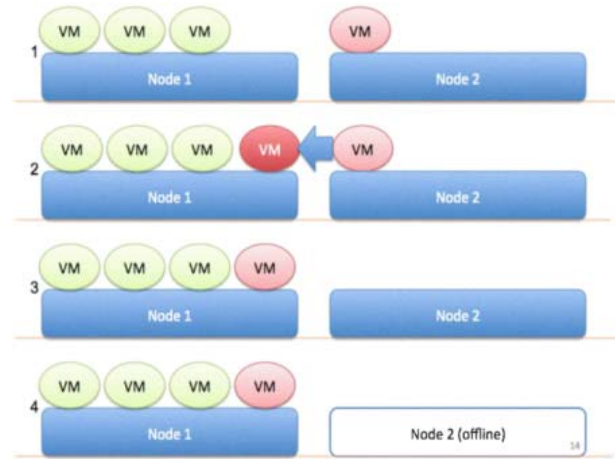 VM VM VM VM
1
Node 1 Node 2
VM VM VM VM VM
2
Node 1 Node 2
VM VM VM VM
3
Node 1 Node 2
VM VM VM VM
4
Node 1 Node 2 (offline)
14